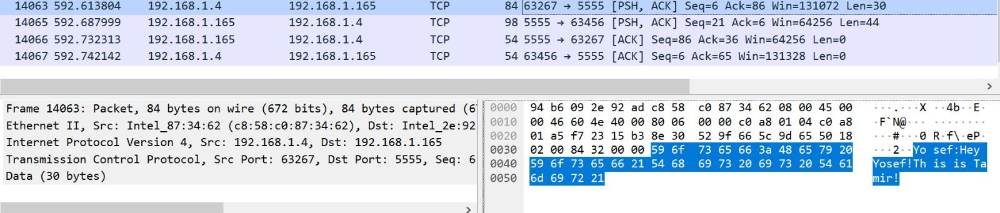 14063 592.613804 192.168.1.4 192.168.1.165 TCP 84 63267 → 5555 [PSH, ACK] Seq=6 Ack=86 Win=131072 Len=30
14065 592.687999 192.168.1.165 192.168.1.4 TCP 98 5555 → 63456 [PSH, ACK] Seq=21 Ack=6 Win=64256 Len=44
14066 592.732313 192.168.1.165 192.168.1.4 TCP 54 5555 → 63267 [ACK] Seq=86 Ack=36 Win=64256 Len=0
14067 592.742142 192.168.1.4 192.168.1.165 TCP 54 63456 → 5555 [ACK] Seq=6 Ack=65 Win=131328 Len=0
Frame 14063: Packet, 84 bytes on wire (672 bits), 84 bytes captured (6
Ethernet II, Src: Intel_87:34:62 (c8:58:c0:87:34:62), Dst: Intel_2e:92
Internet Protocol Version 4, Src: 192.168.1.4, Dst: 192.168.1.165
Transmission Control Protocol, Src Port: 63267, Dst Port: 5555, Seq: 6
Data (30 bytes)
0000 94 b6 09 2e 92 ad c8 58 c0 87 34 62 08 00 45 00 ···.···X ··4b··E·
0010 00 46 60 4e 40 00 80 06 00 00 c0 a8 01 04 c0 a8 ·F`N@··· ········
0020 01 a5 f7 23 15 b3 8e 30 52 9f 66 5c 9d 65 50 18 ···#···0 R·f\·eP·
0030 02 00 84 32 00 00 59 6f 73 65 66 3a 48 65 79 20 ···2··Yo sef:Hey
0040 59 6f 73 65 66 21 54 68 69 73 20 69 73 20 54 61 Yosef!Th is is Ta
0050 6d 69 72 21 mir!